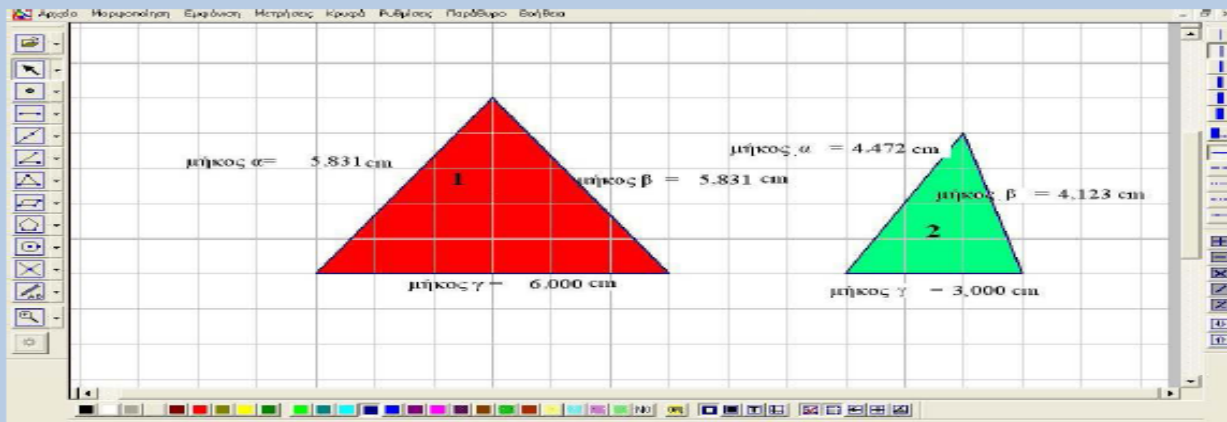 Αρχείο Μορφοποίηση Εμφάνιση Μετρήσεις Κρυφά Ρυθμίσεις Παράθυρο Βοήθεια
μήκος α= 5.831 cm
1
μήκος β = 5.831 cm
μήκος γ = 6.000 cm
μήκος α = 4.472 cm
μήκος β = 4.123 cm
2
μήκος γ = 3.000 cm